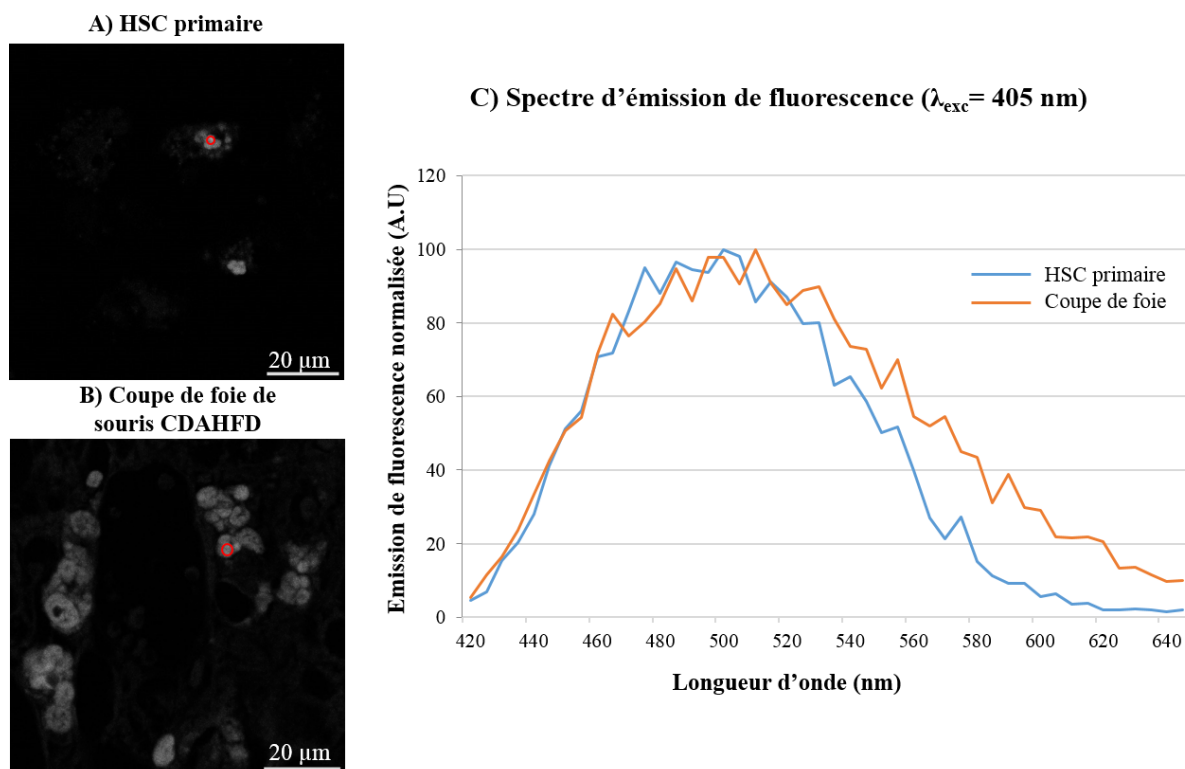 A) HSC primaire
20 µm
B) Coupe de foie de
souris CDAHFD
20 µm
C) Spectre d’émission de fluorescence (λexc= 405 nm)
Emission de fluorescence normalisée (A.U)
120
100
80
60
40
20
0
420 440 460 480 500 520 540 560 580 600 620 640
Longueur d’onde (nm)
HSC primaire
Coupe de foie